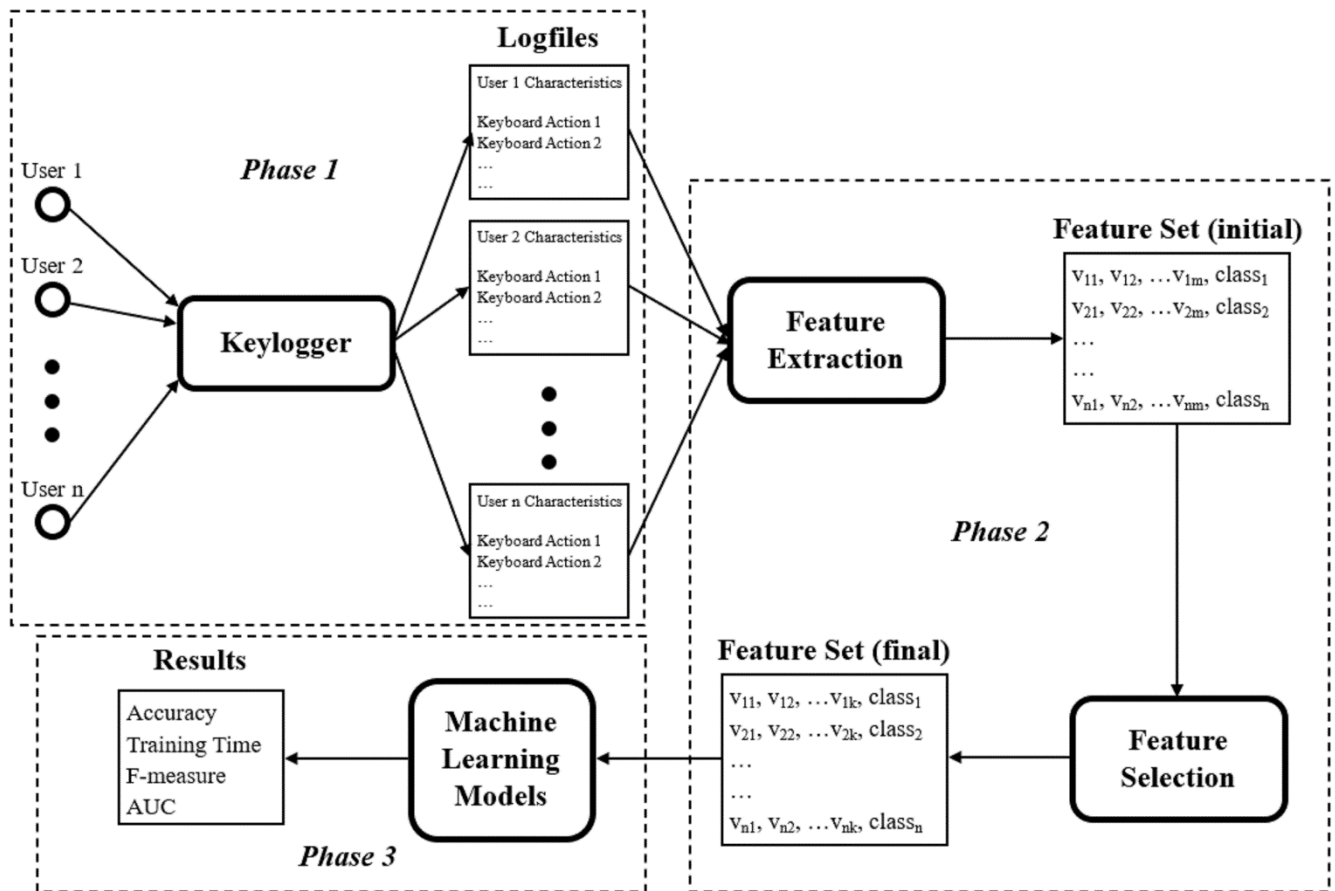 Logfiles
User 1 Characteristics
Keyboard Action 1
Keyboard Action 2
…
…
Phase 1
User 1
User 2
User n
Keylogger
User 2 Characteristics
Keyboard Action 1
Keyboard Action 2
…
…
User n Characteristics
Keyboard Action 1
Keyboard Action 2
…
…
Feature
Extraction
Feature Set (initial)
v₁₁, v₁₂, …v₁ₘ, class₁
v₂₁, v₂₂, …v₂ₘ, class₂
…
…
vₙ₁, vₙ₂, …vₙₘ, classₙ
Phase 2
Feature
Selection
Feature Set (final)
v₁₁, v₁₂, …v₁ₖ, class₁
v₂₁, v₂₂, …v₂ₖ, class₂
…
…
vₙ₁, vₙ₂, …vₙₖ, classₙ
Machine
Learning
Models
Results
Accuracy
Training Time
F-measure
AUC
Phase 3